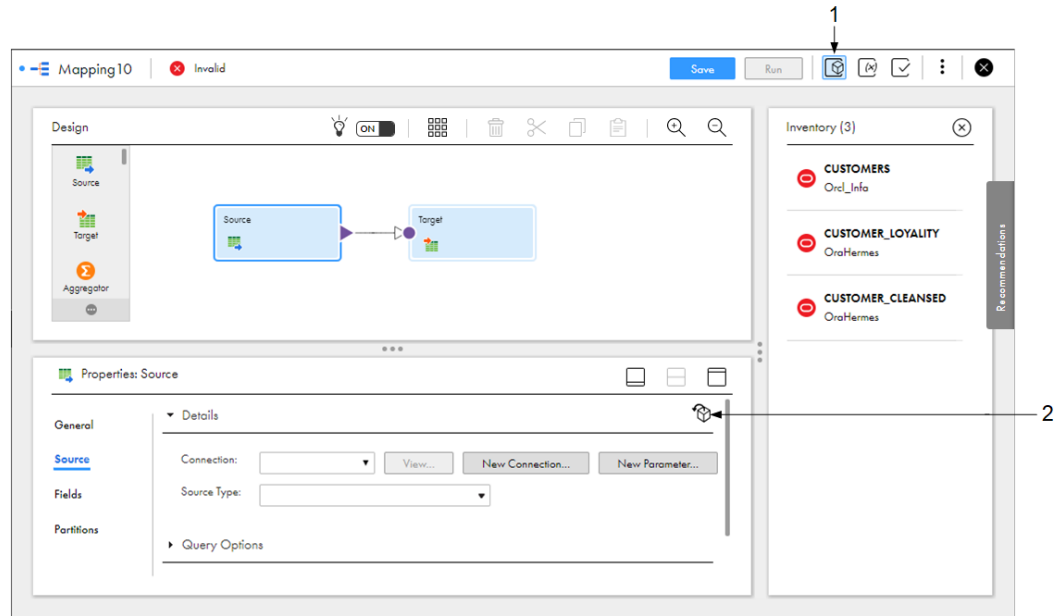 1
Mapping10
Invalid
Save
Run
(x)
Design
ON
Source
Target
Aggregator
Source
Target
Inventory (3)
CUSTOMERS
Orcl_Infa
CUSTOMER_LOYALITY
OraHermes
CUSTOMER_CLEANSED
OraHermes
Recommendations
Properties: Source
General
Source
Fields
Partitions
Details
2
Connection:
View...
New Connection...
New Parameter...
Source Type:
Query Options